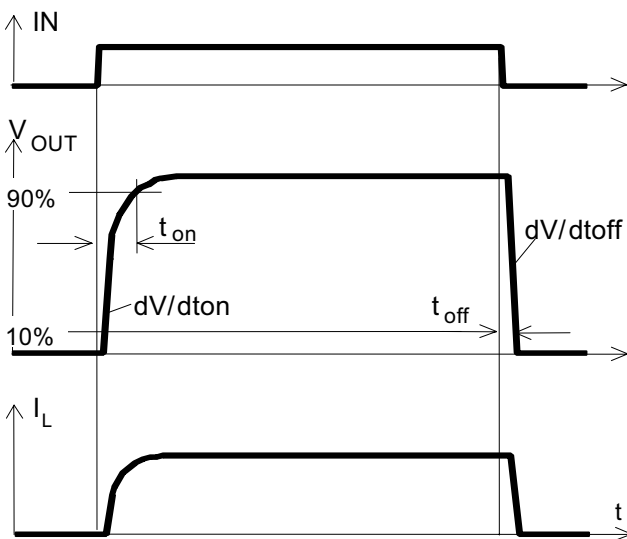 IN
V OUT
90%
t on
dV/dtoff
dV/dton
t off
10%
I L
t